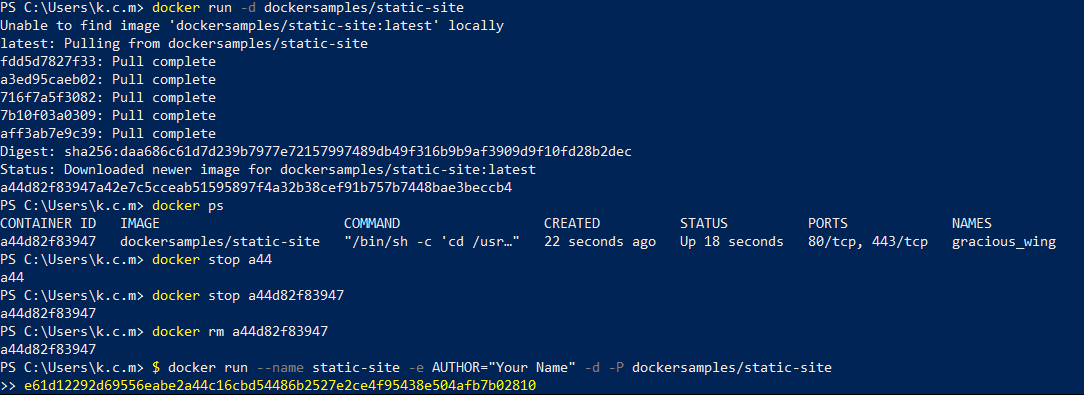 PS C:\Users\k.c.m> docker run -d dockersamples/static-site
Unable to find image 'dockersamples/static-site:latest' locally
latest: Pulling from dockersamples/static-site
fdd5d7827f33: Pull complete
a3ed95caeb02: Pull complete
716f7a5f3082: Pull complete
7b10f03a0309: Pull complete
aff3ab7e9c39: Pull complete
Digest: sha256:daa686c61d7d239b7977e72157997489db49f316b9b9af3909d9f10fd28b2dec
Status: Downloaded newer image for dockersamples/static-site:latest
a44d82f83947a42e7c5cceab51595897f4a32b38cef91b757b7448bae3beccb4
PS C:\Users\k.c.m> docker ps
CONTAINER ID   IMAGE                       COMMAND                  CREATED          STATUS          PORTS             NAMES
a44d82f83947   dockersamples/static-site   "/bin/sh -c 'cd /usr…"   22 seconds ago   Up 18 seconds   80/tcp, 443/tcp   gracious_wing
PS C:\Users\k.c.m> docker stop a44
a44
PS C:\Users\k.c.m> docker stop a44d82f83947
a44d82f83947
PS C:\Users\k.c.m> docker rm a44d82f83947
a44d82f83947
PS C:\Users\k.c.m> $ docker run --name static-site -e AUTHOR="Your Name" -d -P dockersamples/static-site
>> e61d12292d69556eabe2a44c16cbd54486b2527e2ce4f95438e504afb7b02810